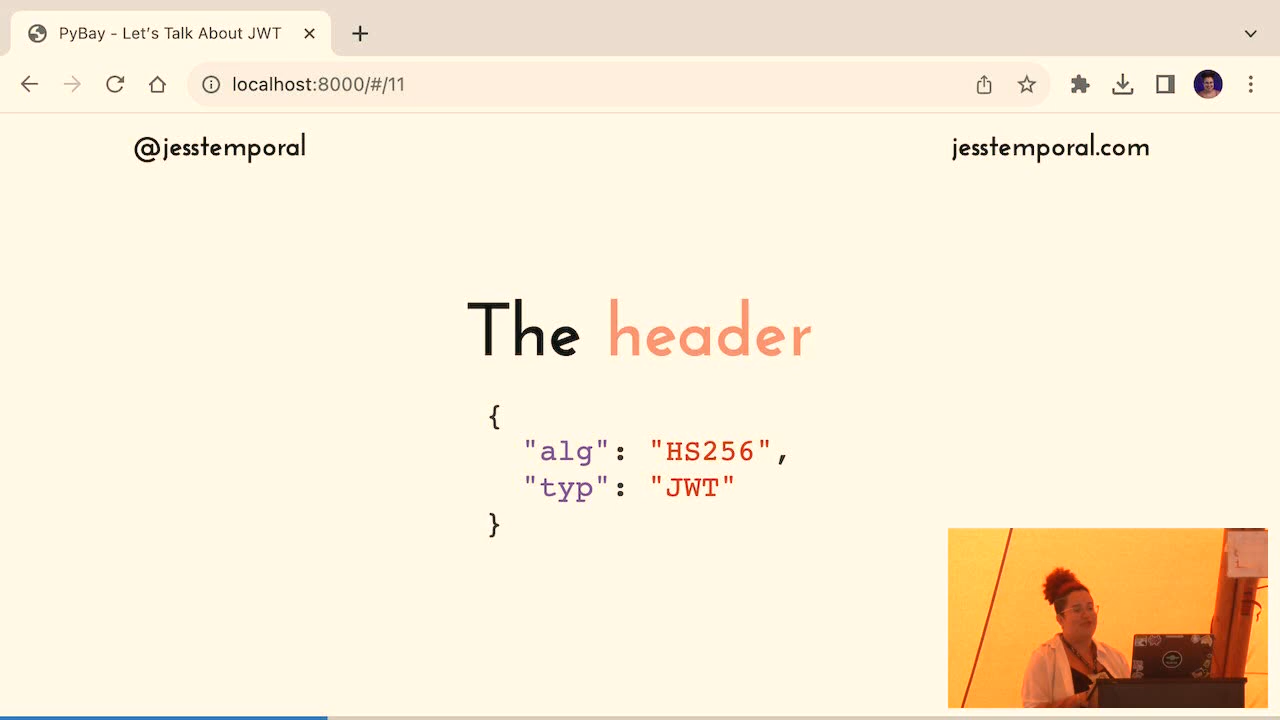 PyBay - Let's Talk About JWT
localhost:8000/#/11
@jesstemporal
jesstemporal.com
The header
{
"alg": "HS256",
"typ": "JWT"
}